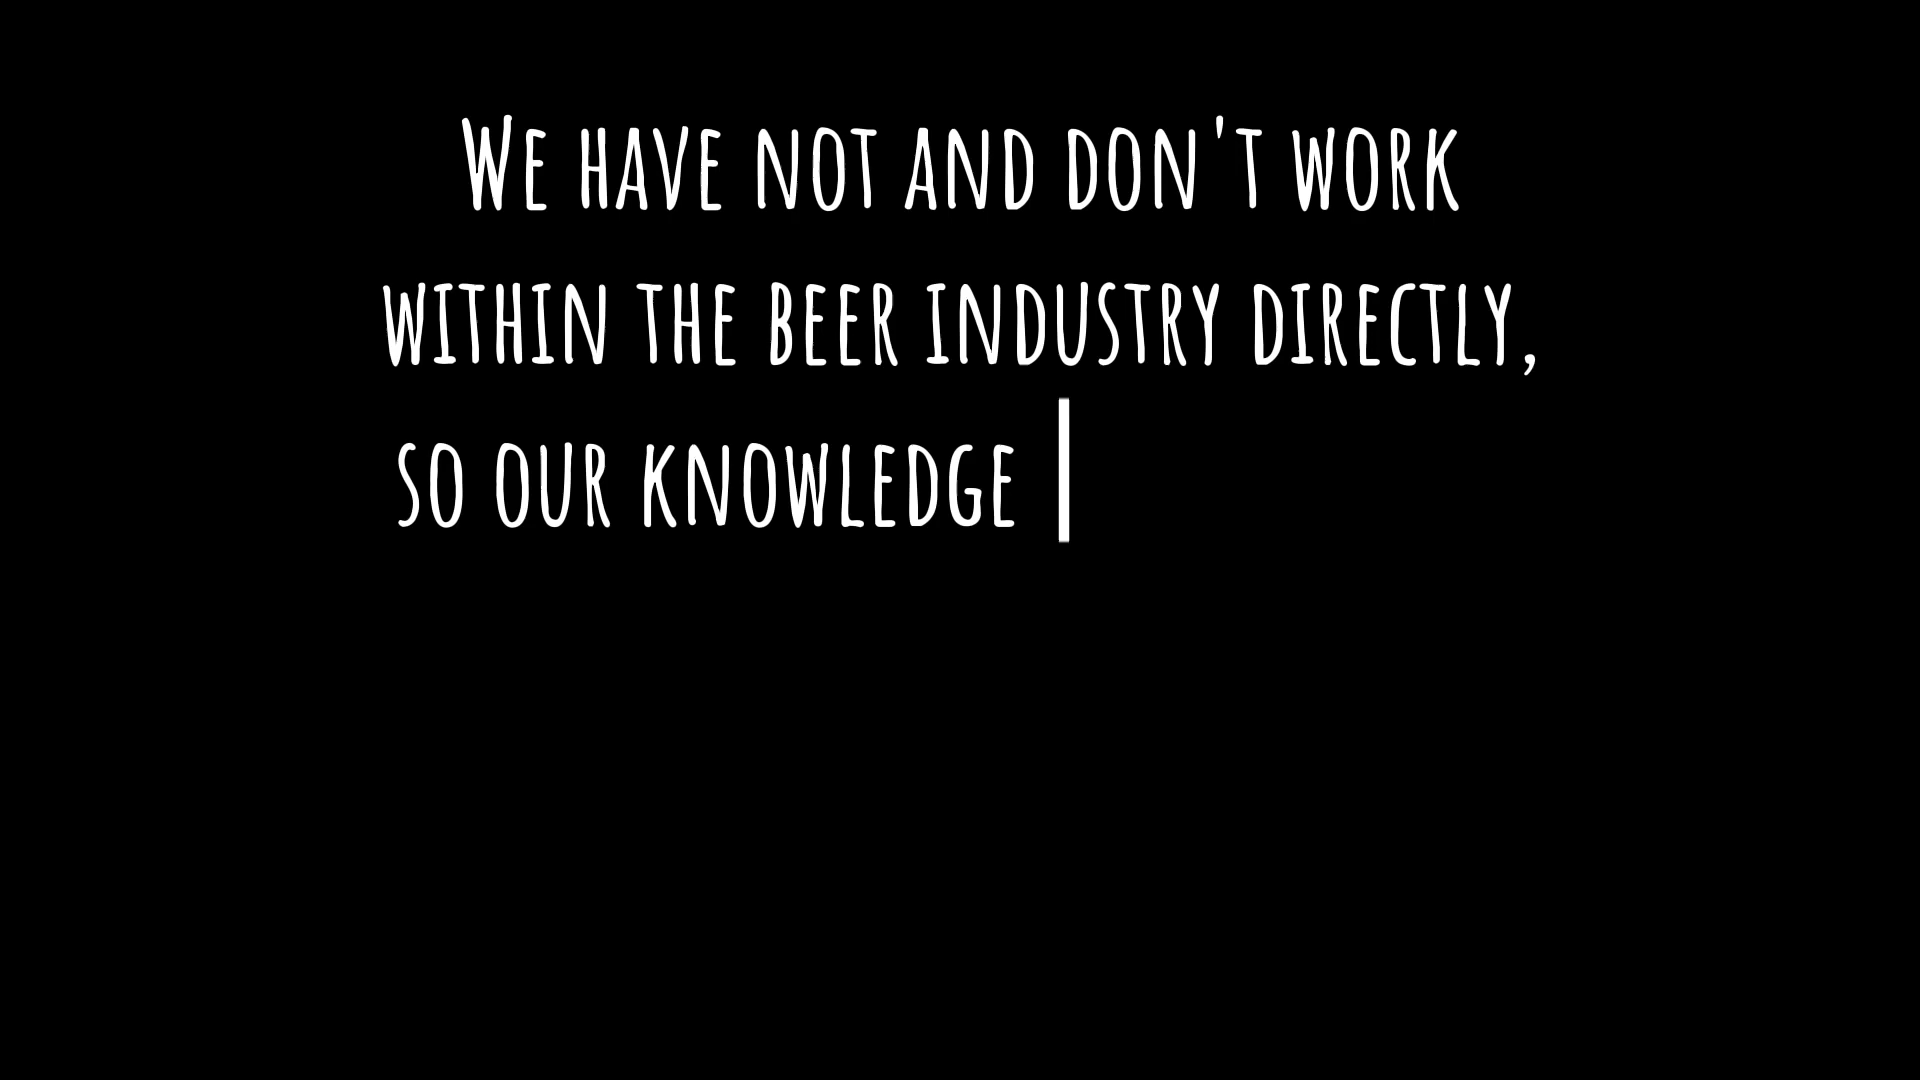 We have not and don't work
within the beer industry directly,
so our knowledge